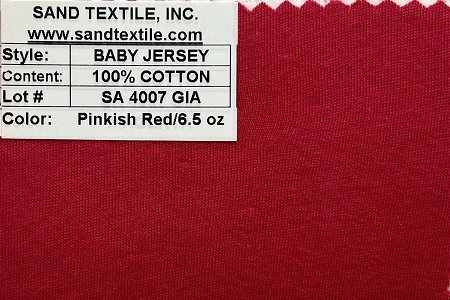 SAND TEXTILE, INC.
www.sandtextile.com
Style: BABY JERSEY
Content: 100% COTTON
Lot # SA 4007 GIA
Color: Pinkish Red/6.5 oz